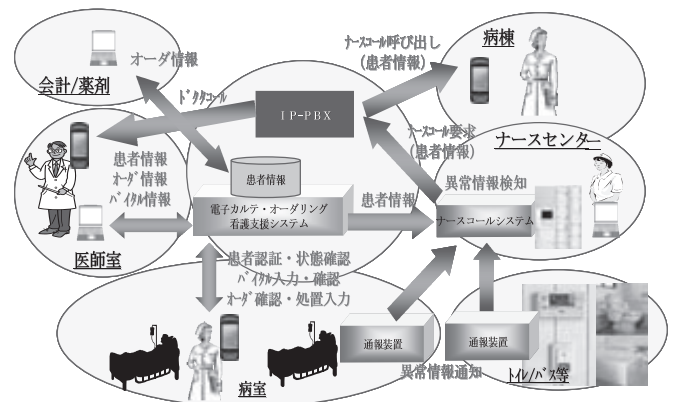 オーダ情報
会計/薬剤
ドクタコール
IP-PBX
ナースコール呼び出し
(患者情報)
病棟
ナースコール要求
(患者情報)
ナースセンター
患者情報
オーダ情報
バイタル情報
医師室
患者情報
電子カルテ・オーダリング
看護支援システム
患者情報
異常情報検知
ナースコールシステム
患者認証・状態確認
バイタル入力・確認
オーダ確認・処置入力
病室
通報装置
通報装置
異常情報通知
トイレ/バス等